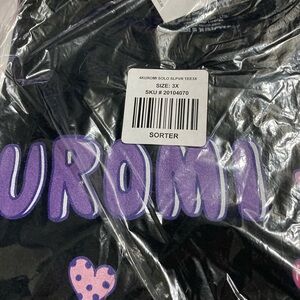 4KUROMI SOLO SLPVR TEE3X
SIZE: 3X
SKU # 20104070
SORTER
UROMI